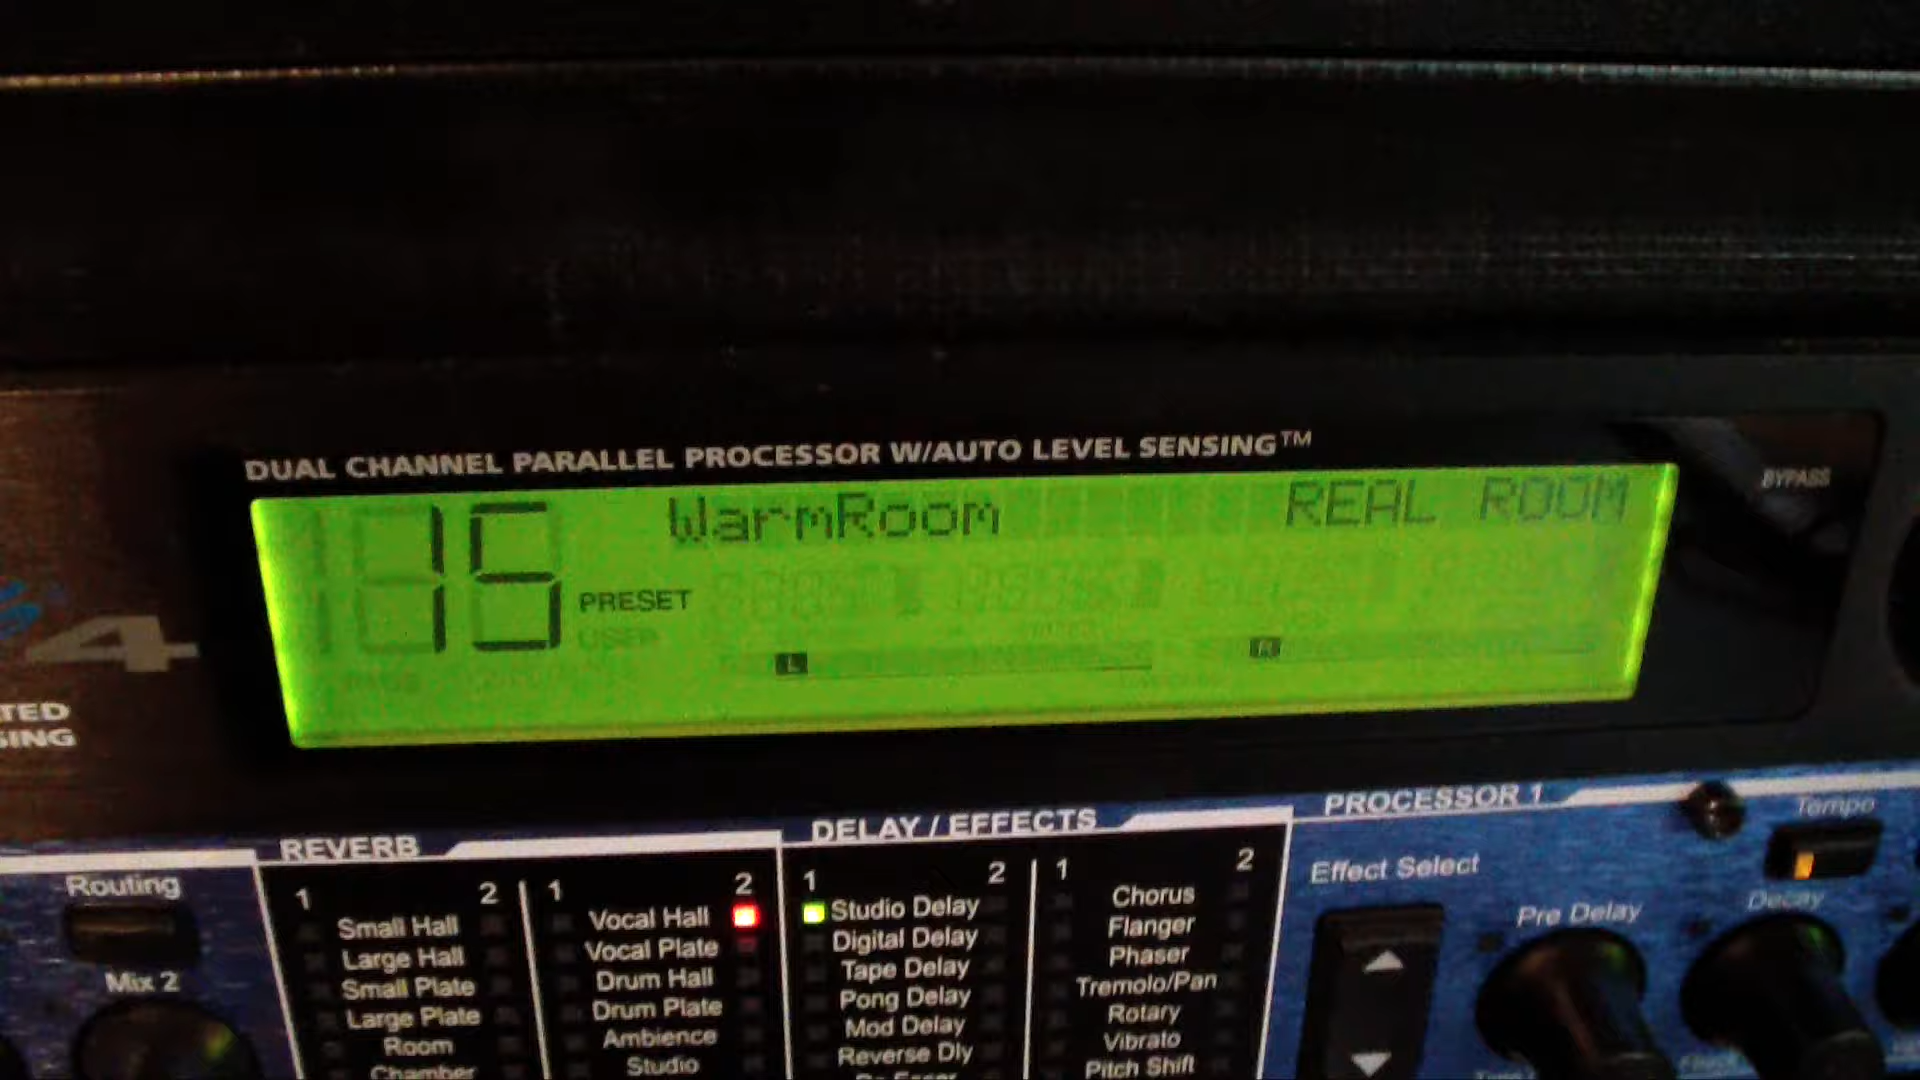 DUAL CHANNEL PARALLEL PROCESSOR W/AUTO LEVEL SENSING™
BYPASS
15 WarmRoom REAL ROOM
PRESET
USER
L R
4
TED
SING
REVERB
DELAY / EFFECTS
PROCESSOR 1
Tempo
Routing
Mix 2
1 2
Small Hall
Large Hall
Small Plate
Large Plate
Room
Chamber
1 2
Vocal Hall
Vocal Plate
Drum Hall
Drum Plate
Ambience
Studio
1 2
Studio Delay
Digital Delay
Tape Delay
Pong Delay
Mod Delay
Reverse Dly
1 2
Chorus
Flanger
Phaser
Tremolo/Pan
Rotary
Vibrato
Pitch Shift
Effect Select
Pre Delay
Decay